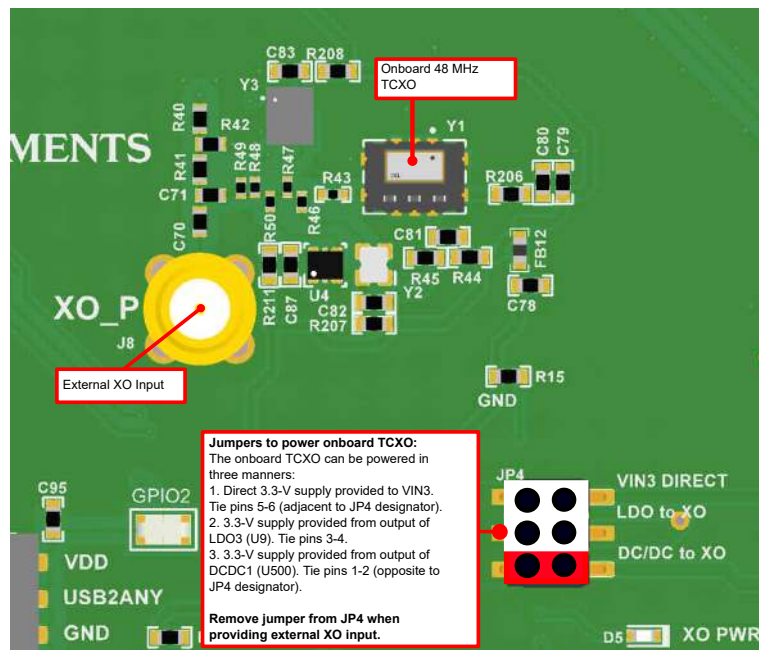 C83 R208
Onboard 48 MHz
TCXO
Y3
R40
R42
Y1
MENTS
R41
R49
R48
R47
C80
C79
R43
R206
C71
R46
R50
C70
C81
FB12
R45
R44
XO_P
R211
C87
U4
Y2
C82
C78
R207
J8
External XO Input
R15
GND
Jumpers to power onboard TCXO:
The onboard TCXO can be powered in
three manners:
1. Direct 3.3-V supply provided to VIN3.
Tie pins 5-6 (adjacent to JP4 designator).
2. 3.3-V supply provided from output of
LDO3 (U9). Tie pins 3-4.
3. 3.3-V supply provided from output of
DCDC1 (U500). Tie pins 1-2 (opposite to
JP4 designator).
Remove jumper from JP4 when
providing external XO input.
JP4
VIN3 DIRECT
LDO to XO
DC/DC to XO
C95
GPIO2
VDD
USB2ANY
GND
D5
XO PWR